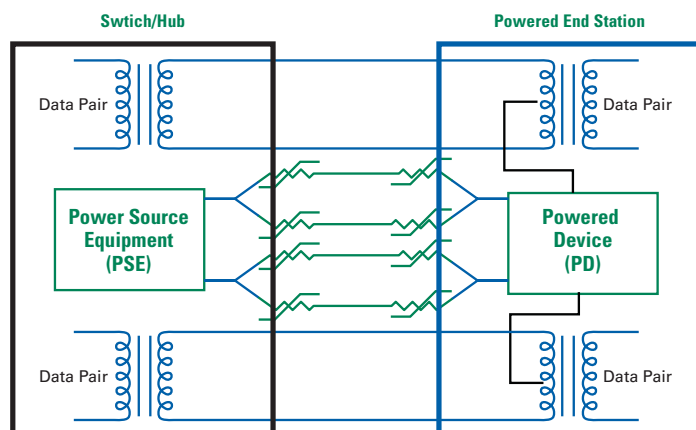 Swtich/Hub
Powered End Station
Data Pair
Data Pair
Power Source
Equipment
(PSE)
Powered
Device
(PD)
Data Pair
Data Pair